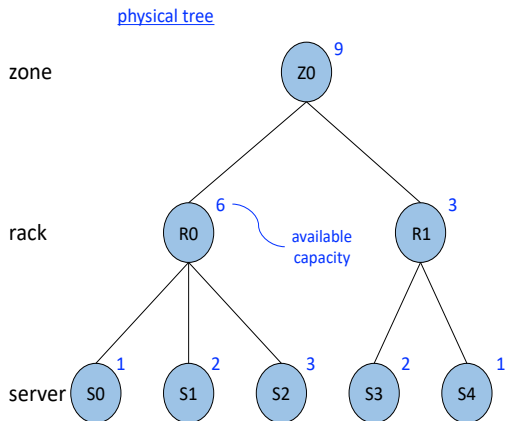 physical tree
9
zone
Z0
6
3
rack
R0
available
capacity
R1
1
2
3
2
1
server
S0
S1
S2
S3
S4